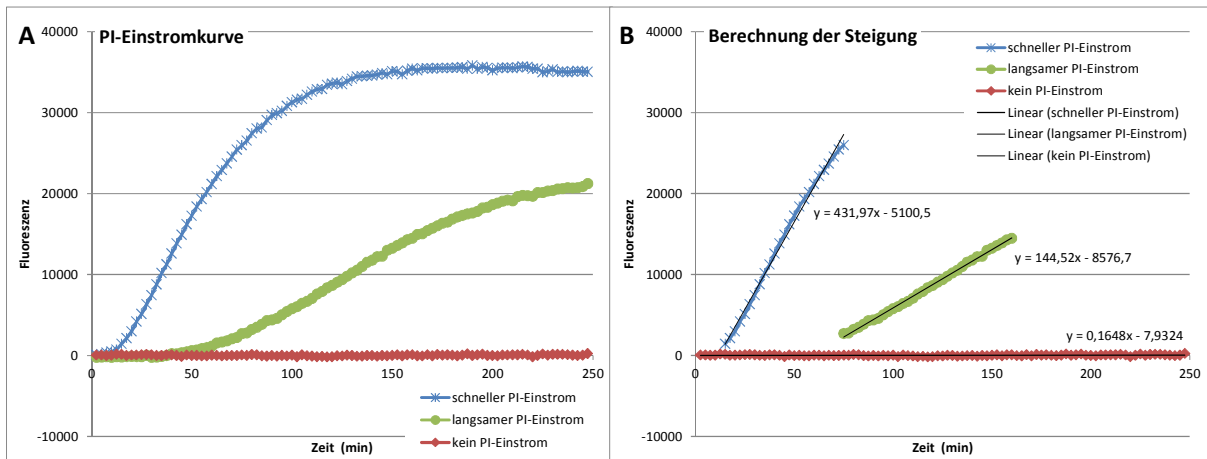 A
PI-Einstromkurve
40000
30000
20000
10000
0
-10000
Fluoreszenz
0
50
100
150
200
250
Zeit (min)
schneller PI-Einstrom
langsamer PI-Einstrom
kein PI-Einstrom
B
Berechnung der Steigung
40000
30000
20000
10000
0
-10000
Fluoreszenz
0
50
100
150
200
250
Zeit (min)
schneller PI-Einstrom
langsamer PI-Einstrom
kein PI-Einstrom
Linear (schneller PI-Einstrom)
Linear (langsamer PI-Einstrom)
Linear (kein PI-Einstrom)
y = 431,97x - 5100,5
y = 144,52x - 8576,7
y = 0,1648x - 7,9324